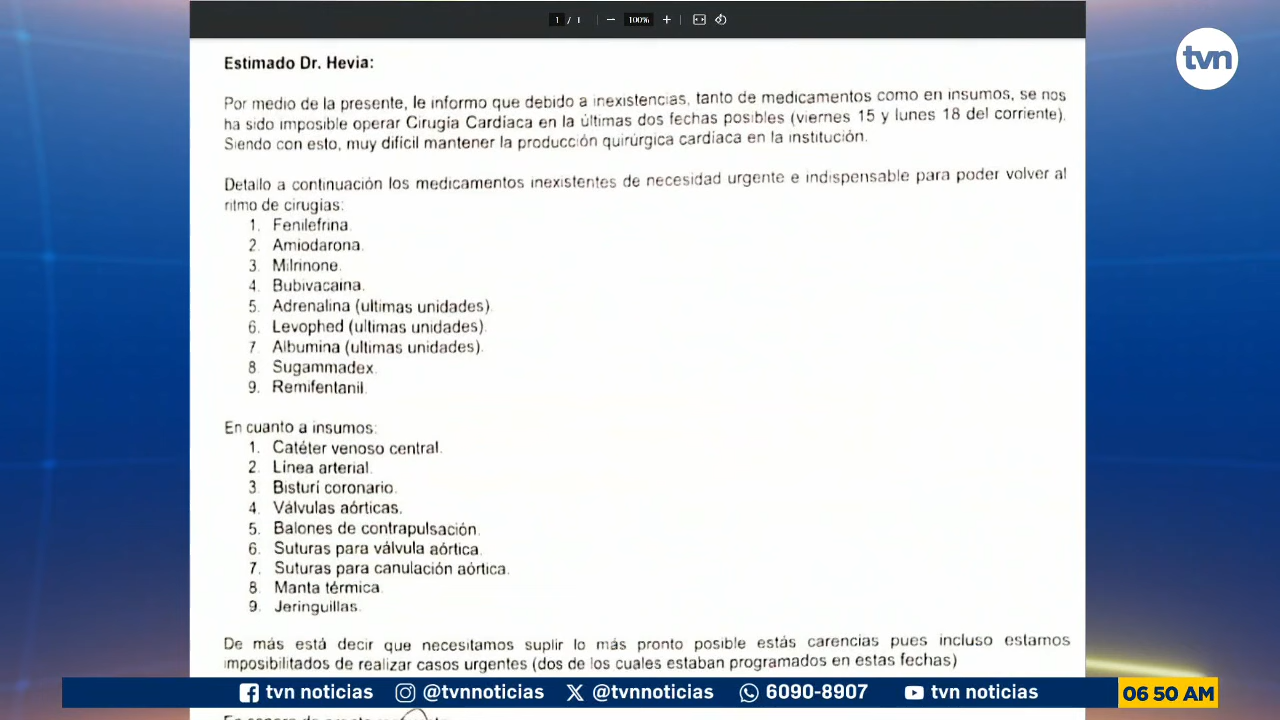 1 / 1 100%
tvn
Estimado Dr. Hevia:
Por medio de la presente, le informo que debido a inexistencias, tanto de medicamentos como en insumos, se nos
ha sido imposible operar Cirugía Cardíaca en la últimas dos fechas posibles (viernes 15 y lunes 18 del corriente).
Siendo con esto, muy difícil mantener la producción quirúrgica cardíaca en la institución.
Detallo a continuación los medicamentos inexistentes de necesidad urgente e indispensable para poder volver al
ritmo de cirugías:
1. Fenilefrina.
2. Amiodarona.
3. Milrinone.
4. Bubivacaina.
5. Adrenalina (ultimas unidades).
6. Levophed (ultimas unidades).
7. Albumina (ultimas unidades).
8. Sugammadex.
9. Remifentanil.
En cuanto a insumos:
1. Catéter venoso central.
2. Línea arterial.
3. Bisturí coronario.
4. Válvulas aórticas.
5. Balones de contrapulsación.
6. Suturas para válvula aórtica.
7. Suturas para canulación aórtica.
8. Manta térmica.
9. Jeringuillas.
De más está decir que necesitamos suplir lo más pronto posible estás carencias pues incluso estamos
imposibilitados de realizar casos urgentes (dos de los cuales estaban programados en estas fechas)
tvn noticias @tvnnoticias @tvnnoticias 6090-8907 tvn noticias 06 50 AM